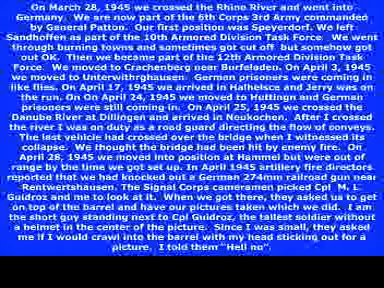 On March 28, 1945 we crossed the Rhine River and went into
Germany.  We are now part of the 6th Corps 3rd Army commanded
by General Patton.  Our first position was Speyerdorf.  We left
Sandhofen as part of the 10th Armored Division Task Force  We went
through burning towns and sometimes got cut off  but somehow got
out OK.  Then we became part of the 12th Armored Division Task
Force   We moved to Crachenberg near Burfeladen.  On April 3, 1945
we moved to Unterwithrghausen   German prisoners were coming in
like flies.  On April 17, 1945 we arrived in Halhelsce and Jerry was on
the run.  On On April 24, 1945 we moved to Huttingn and German
prisoners were still coming in.  On April 25, 1945 we crossed the
Danube River at Dillingen and arrived in Neukochen.  After I crossed
the river I was on duty as a road guard directing the flow of conveys.
The last vehicle had crossed over the bridge when I witnessed its
collapse.  We thought the bridge had been hit by enemy fire.  On
April 28, 1945 we moved into position at Hammel but were out of
range by the time we got set up. In April 1945 artillery fire directors
reported that we had knocked out a German 274mm railroad gun near
Rentwertshausen. The Signal Corps cameramen picked Cpl  M. L.
Guidroz and me to look at it.  When we got there, they asked us to get
on top of the barrel and have our pictures taken which we did.  I am
the short guy standing next to Cpl Guidroz, the tallest soldier without
a helmet in the center of the picture.  Since I was small, they asked
me if I would crawl into the barrel with my head sticking out for a
picture.  I told them "Hell no".